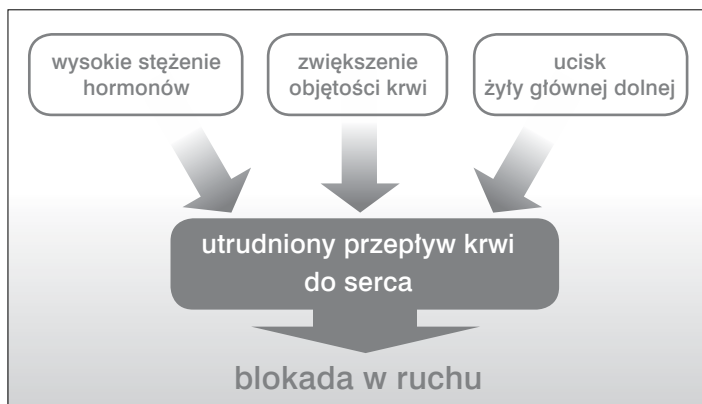 wysokie stężenie
hormonów
zwiększenie
objętości krwi
ucisk
żyły głównej dolnej
utrudniony przepływ krwi
do serca
blokada w ruchu